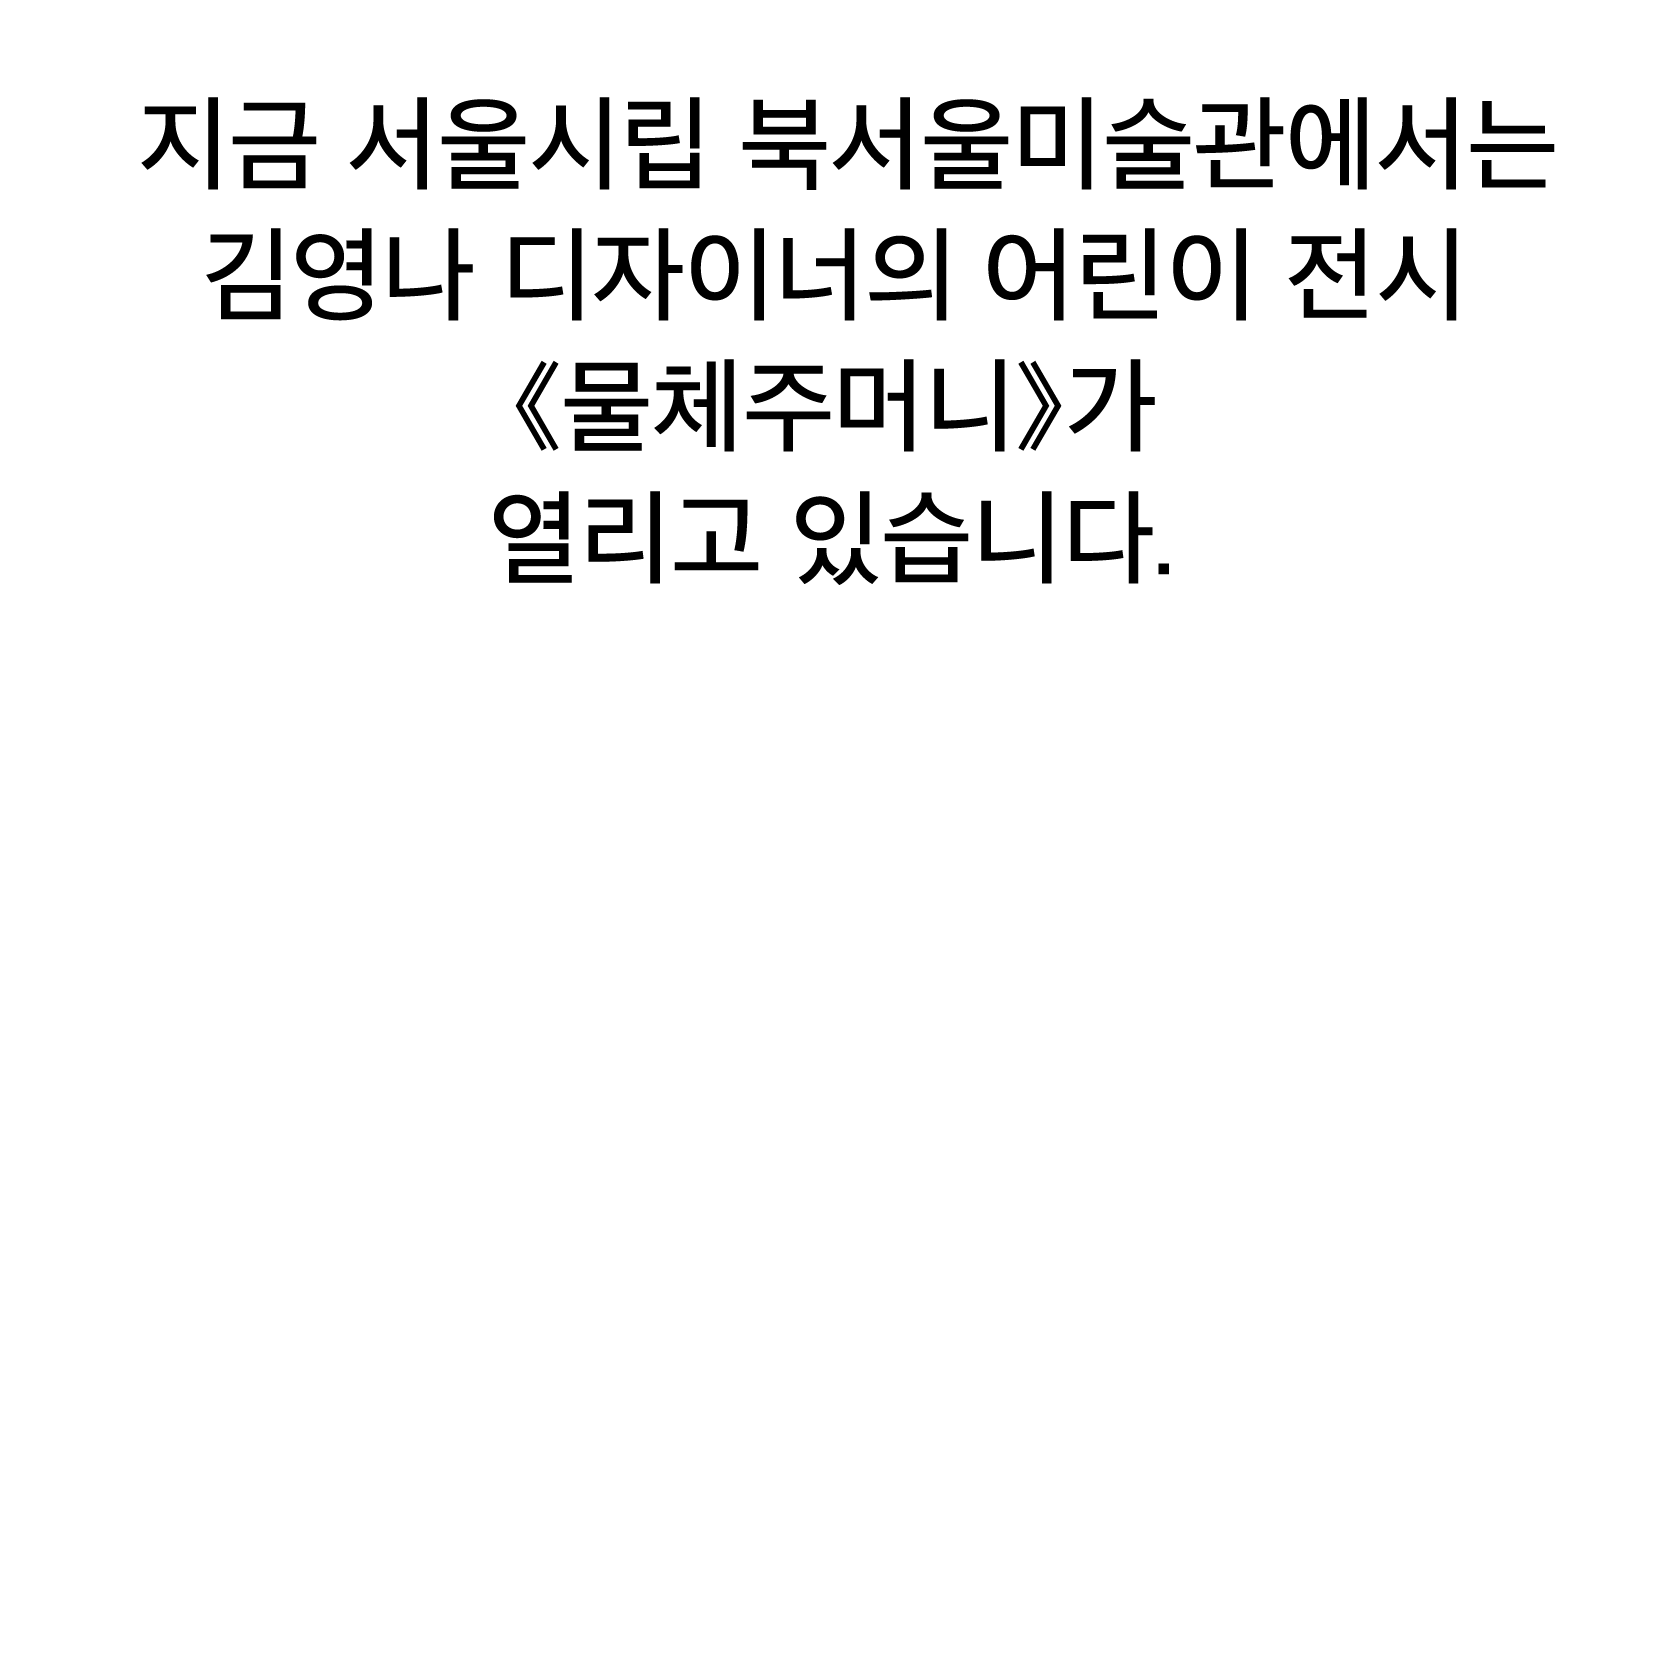 지금 서울시립 북서울미술관에서는
김영나 디자이너의 어린이 전시
《물체주머니》가
열리고 있습니다.